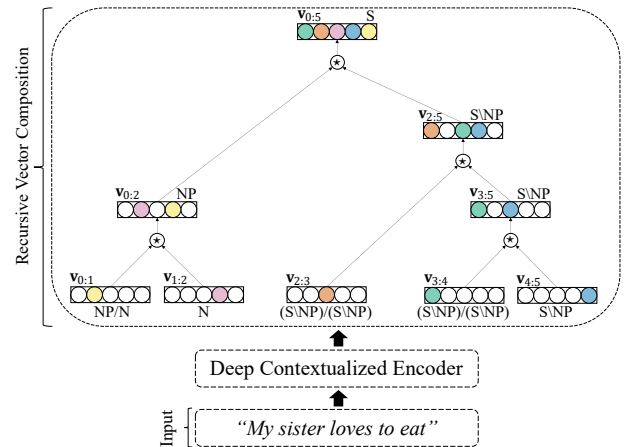 v0:5 S
Recursive Vector Composition
v2:5 S\NP
v0:2 NP
v3:5 S\NP
v0:1 v1:2 v2:3 v3:4 v4:5
NP/N N (S\NP)/(S\NP) (S\NP)/(S\NP) S\NP
Deep Contextualized Encoder
Input
“My sister loves to eat”